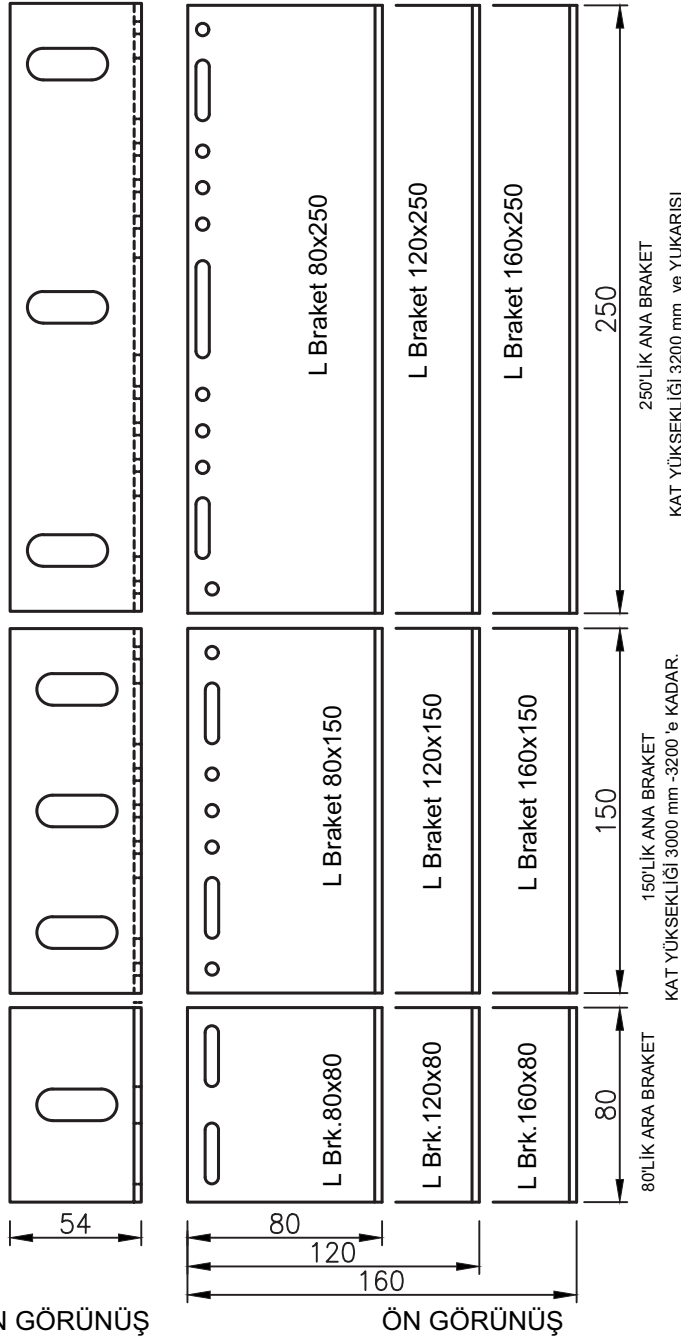 L Braket 80x250
L Braket 120x250
L Braket 160x250
250
250'LİK ANA BRAKET
KAT YÜKSEKLİĞİ 3200 mm ve YUKARISI
L Braket 80x150
L Braket 120x150
L Braket 160x150
150
150'LİK ANA BRAKET
KAT YÜKSEKLİĞİ 3000 mm -3200 'e KADAR.
L Brk.80x80
L Brk.120x80
L Brk.160x80
80
80'LİK ARA BRAKET
54
80
120
160
N GÖRÜNÜŞ
ÖN GÖRÜNÜŞ